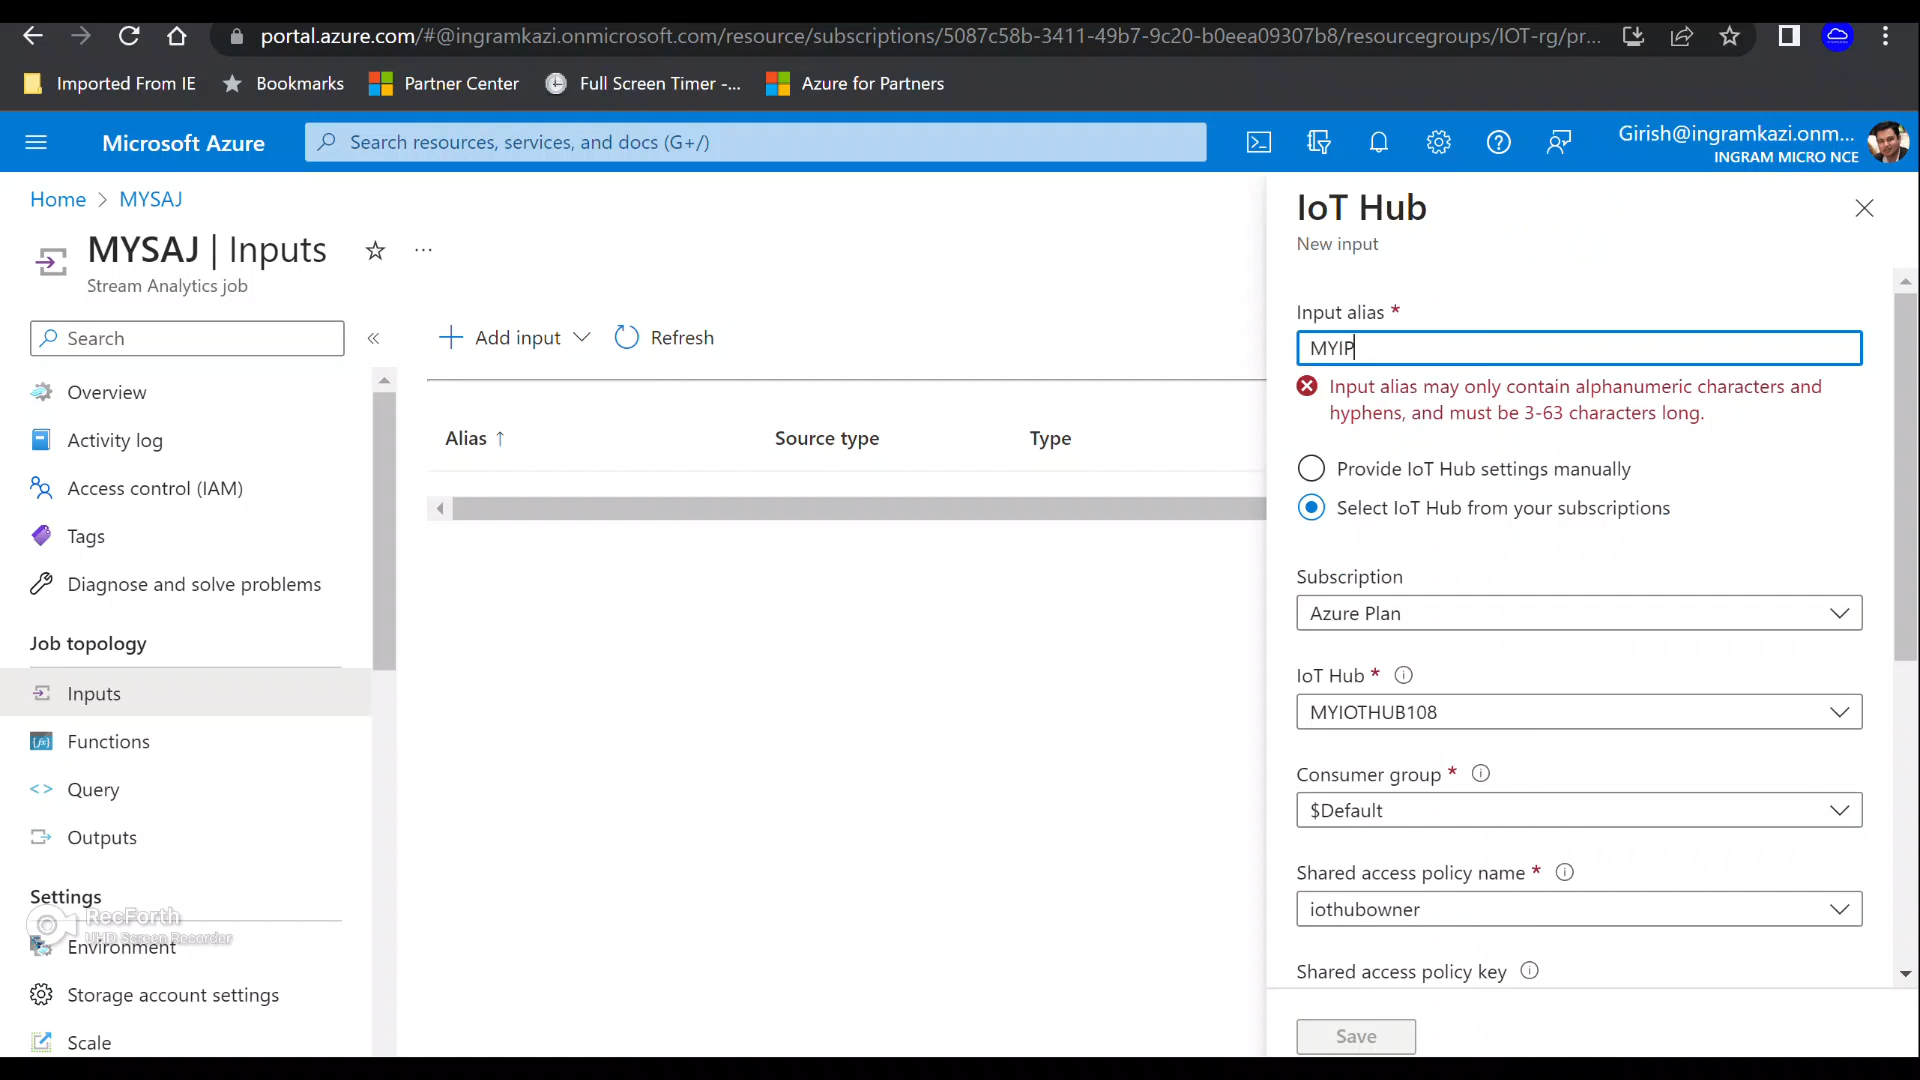 portal.azure.com/#@ingramkazi.onmicrosoft.com/resource/subscriptions/5087c58b-3411-49b7-9c20-b0eea09307b8/resourcegroups/IOT-rg/pr...
Imported From IE
Bookmarks
Partner Center
Full Screen Timer -...
Azure for Partners
Microsoft Azure
Search resources, services, and docs (G+/)
Girish@ingramkazi.onm...
INGRAM MICRO NCE
Home > MYSAJ
MYSAJ | Inputs
Stream Analytics job
Search
Overview
Activity log
Access control (IAM)
Tags
Diagnose and solve problems
Job topology
Inputs
Functions
Query
Outputs
Settings
RecForth
UHD Screen Recorder
Environment
Storage account settings
Scale
Add input
Refresh
Alias ↑
Source type
Type
IoT Hub
New input
Input alias *
MYIP
Input alias may only contain alphanumeric characters and
hyphens, and must be 3-63 characters long.
Provide IoT Hub settings manually
Select IoT Hub from your subscriptions
Subscription
Azure Plan
IoT Hub *
MYIOTHUB108
Consumer group *
$Default
Shared access policy name *
iothubowner
Shared access policy key
Save